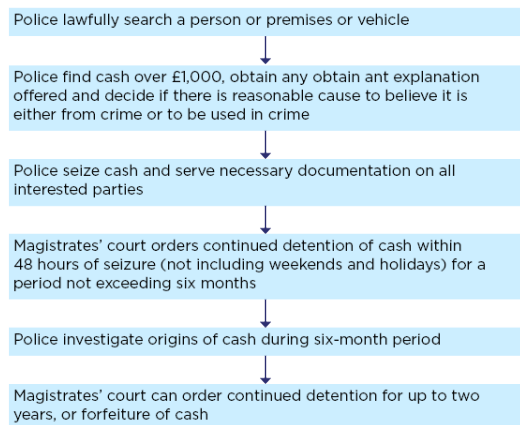 Police lawfully search a person or premises or vehicle
Police find cash over £1,000, obtain any obtain ant explanation
offered and decide if there is reasonable cause to believe it is
either from crime or to be used in crime
Police seize cash and serve necessary documentation on all
interested parties
Magistrates’ court orders continued detention of cash within
48 hours of seizure (not including weekends and holidays) for a
period not exceeding six months
Police investigate origins of cash during six-month period
Magistrates’ court can order continued detention for up to two
years, or forfeiture of cash